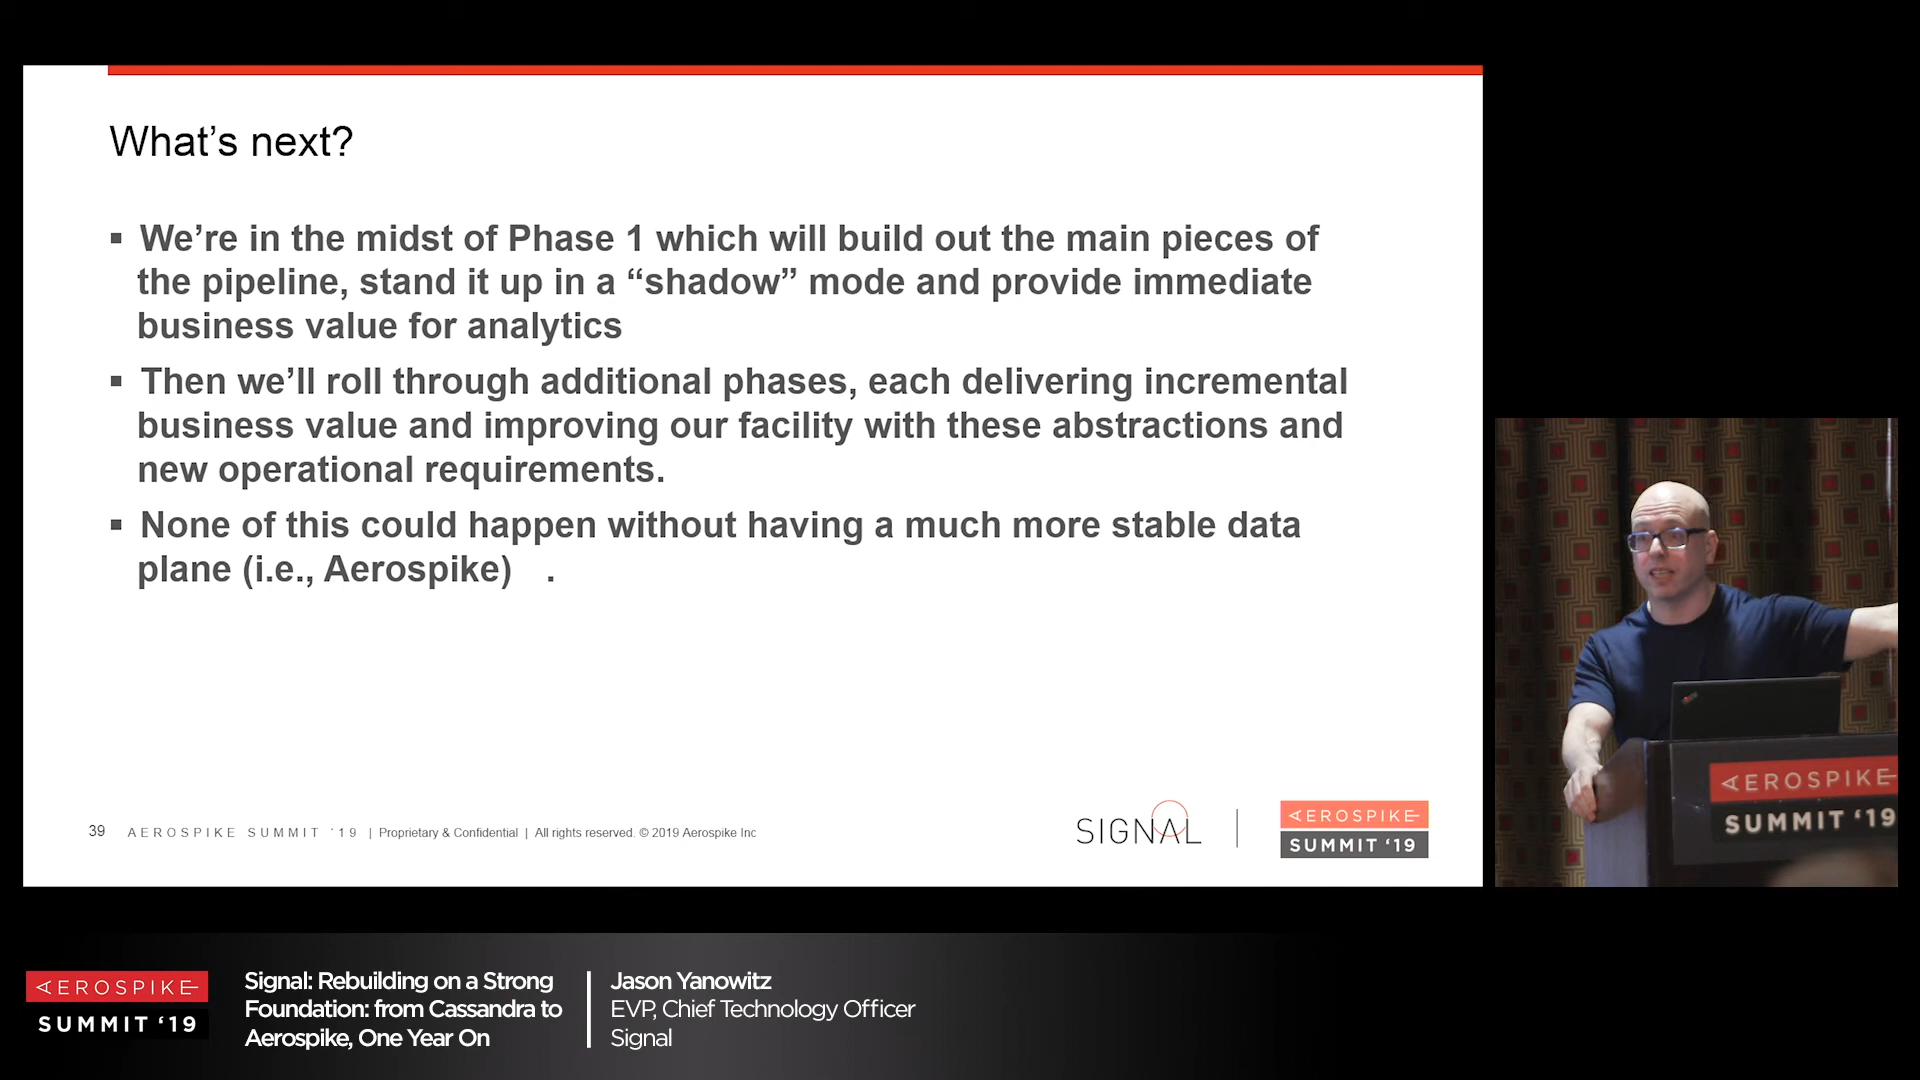 What's next?
▪ We're in the midst of Phase 1 which will build out the main pieces of
the pipeline, stand it up in a “shadow” mode and provide immediate
business value for analytics
▪ Then we'll roll through additional phases, each delivering incremental
business value and improving our facility with these abstractions and
new operational requirements.
▪ None of this could happen without having a much more stable data
plane (i.e., Aerospike) .
39 AEROSPIKE SUMMIT '19 | Proprietary & Confidential | All rights reserved. © 2019 Aerospike Inc
SIGNAL
AEROSPIKE
SUMMIT ‘19
AEROSPIKE
SUMMIT ‘19
AEROSPIKE
SUMMIT ‘19
Signal: Rebuilding on a Strong
Foundation: from Cassandra to
Aerospike, One Year On
Jason Yanowitz
EVP, Chief Technology Officer
Signal